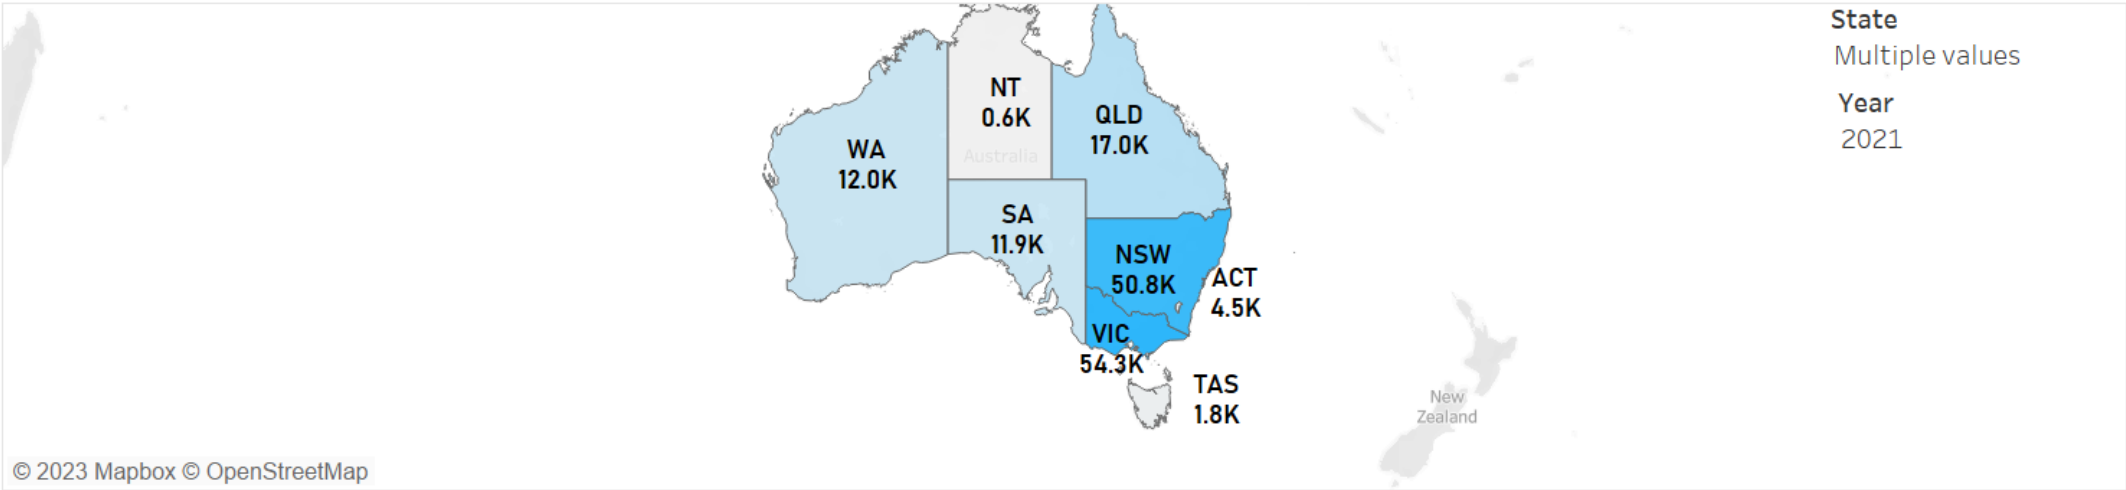 State
Multiple values
Year
2021
NT
0.6K
QLD
17.0K
Australia
WA
12.0K
SA
11.9K
NSW
50.8K
ACT
4.5K
VIC
54.3K
TAS
1.8K
New
Zealand
© 2023 Mapbox © OpenStreetMap